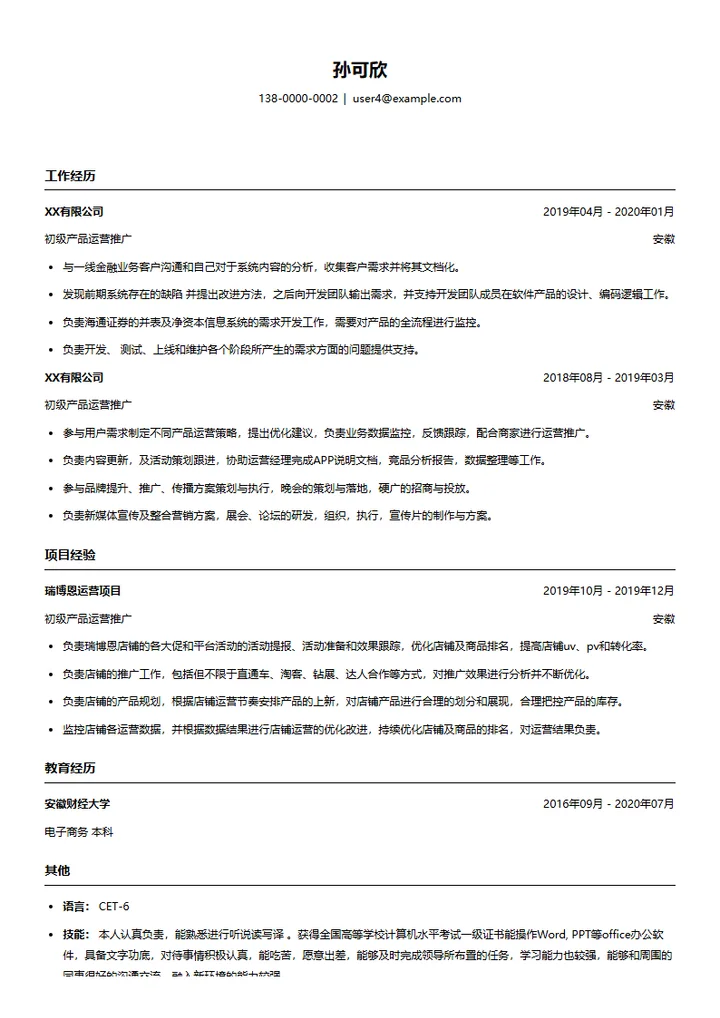 孙可欣
138-0000-0002 | user4@example.com
工作经历
XX有限公司 2019年04月 - 2020年01月
初级产品运营推广 安徽
• 与一线金融业务客户沟通和自己对于系统内容的分析，收集客户需求并将其文档化。
• 发现前期系统存在的缺陷 并提出改进方法，之后向开发团队输出需求，并支持开发团队成员在软件产品的设计、编码逻辑工作。
• 负责海通证券的并表及净资本信息系统的需求开发工作，需要对产品的全流程进行监控。
• 负责开发、 测试、上线和维护各个阶段所产生的需求方面的问题提供支持。
XX有限公司 2018年08月 - 2019年03月
初级产品运营推广 安徽
• 参与用户需求制定不同产品运营策略，提出优化建议，负责业务数据监控，反馈跟踪，配合商家进行运营推广。
• 负责内容更新，及活动策划跟进，协助运营经理完成APP说明文档，竞品分析报告，数据整理等工作。
• 参与品牌提升、推广、传播方案策划与执行，晚会的策划与落地，硬广的招商与投放。
• 负责新媒体宣传及整合营销方案，展会、论坛的研发，组织，执行，宣传片的制作与方案。
项目经验
瑞博恩运营项目 2019年10月 - 2019年12月
初级产品运营推广 安徽
• 负责瑞博恩店铺的各大促和平台活动的活动提报、活动准备和效果跟踪，优化店铺及商品排名，提高店铺uv、pv和转化率。
• 负责店铺的推广工作，包括但不限于直通车、淘客、钻展、达人合作等方式，对推广效果进行分析并不断优化。
• 负责店铺的产品规划，根据店铺运营节奏安排产品的上新，对店铺产品进行合理的划分和展现，合理把控产品的库存。
• 监控店铺各运营数据，并根据数据结果进行店铺运营的优化改进，持续优化店铺及商品的排名，对运营结果负责。
教育经历
安徽财经大学 2016年09月 - 2020年07月
电子商务 本科
其他
• 语言： CET-6
• 技能： 本人认真负责，能熟悉进行听说读写译 。获得全国高等学校计算机水平考试一级证书能操作Word, PPT等office办公软
件，具备文字功底，对待事情积极认真，能吃苦，愿意出差，能够及时完成领导所布置的任务，学习能力也较强，能够和周围的
同事很好的沟通交流，融入新环境的能力较强